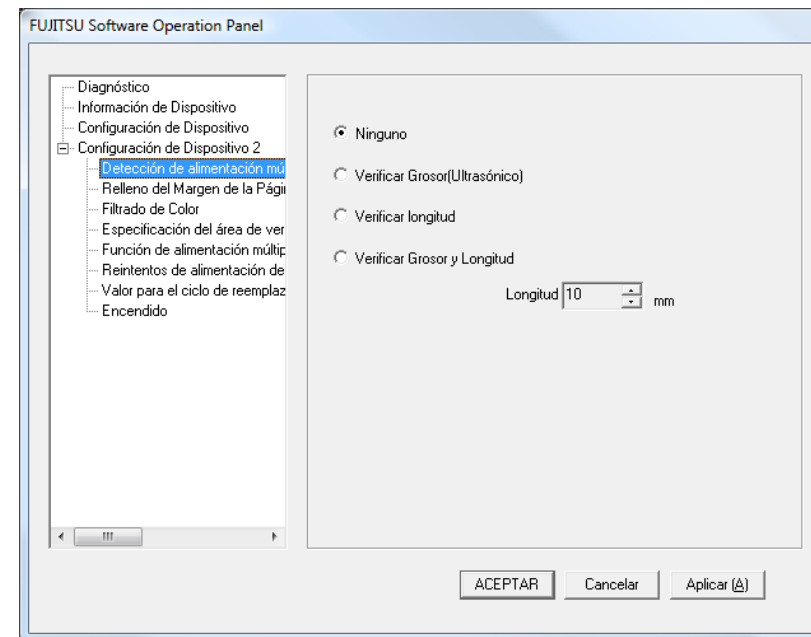 FUJITSU Software Operation Panel
Diagnóstico
Información de Dispositivo
Configuración de Dispositivo
Configuración de Dispositivo 2
Detección de alimentación mú
Relleno del Margen de la Pági
Filtrado de Color
Especificación del área de ver
Función de alimentación múltip
Reintentos de alimentación de
Valor para el ciclo de reemplaz
Encendido
Ninguno
Verificar Grosor(Ultrasónico)
Verificar longitud
Verificar Grosor y Longitud
Longitud 10 mm
ACEPTAR Cancelar Aplicar (A)